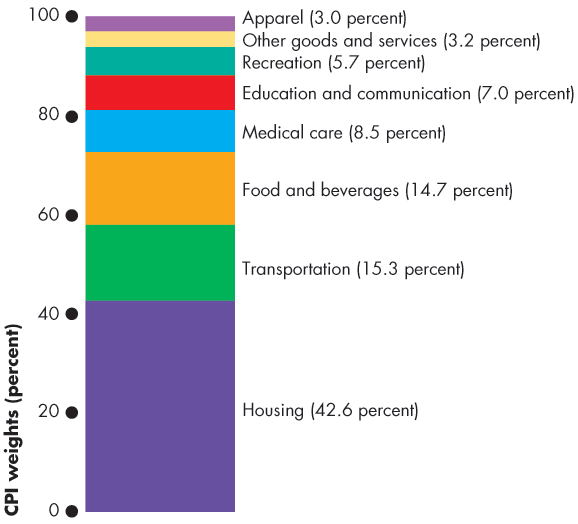 100
Apparel (3.0 percent)
Other goods and services (3.2 percent)
Recreation (5.7 percent)
Education and communication (7.0 percent)
80
Medical care (8.5 percent)
Food and beverages (14.7 percent)
60
Transportation (15.3 percent)
40
Housing (42.6 percent)
20
0
CPI weights (percent)